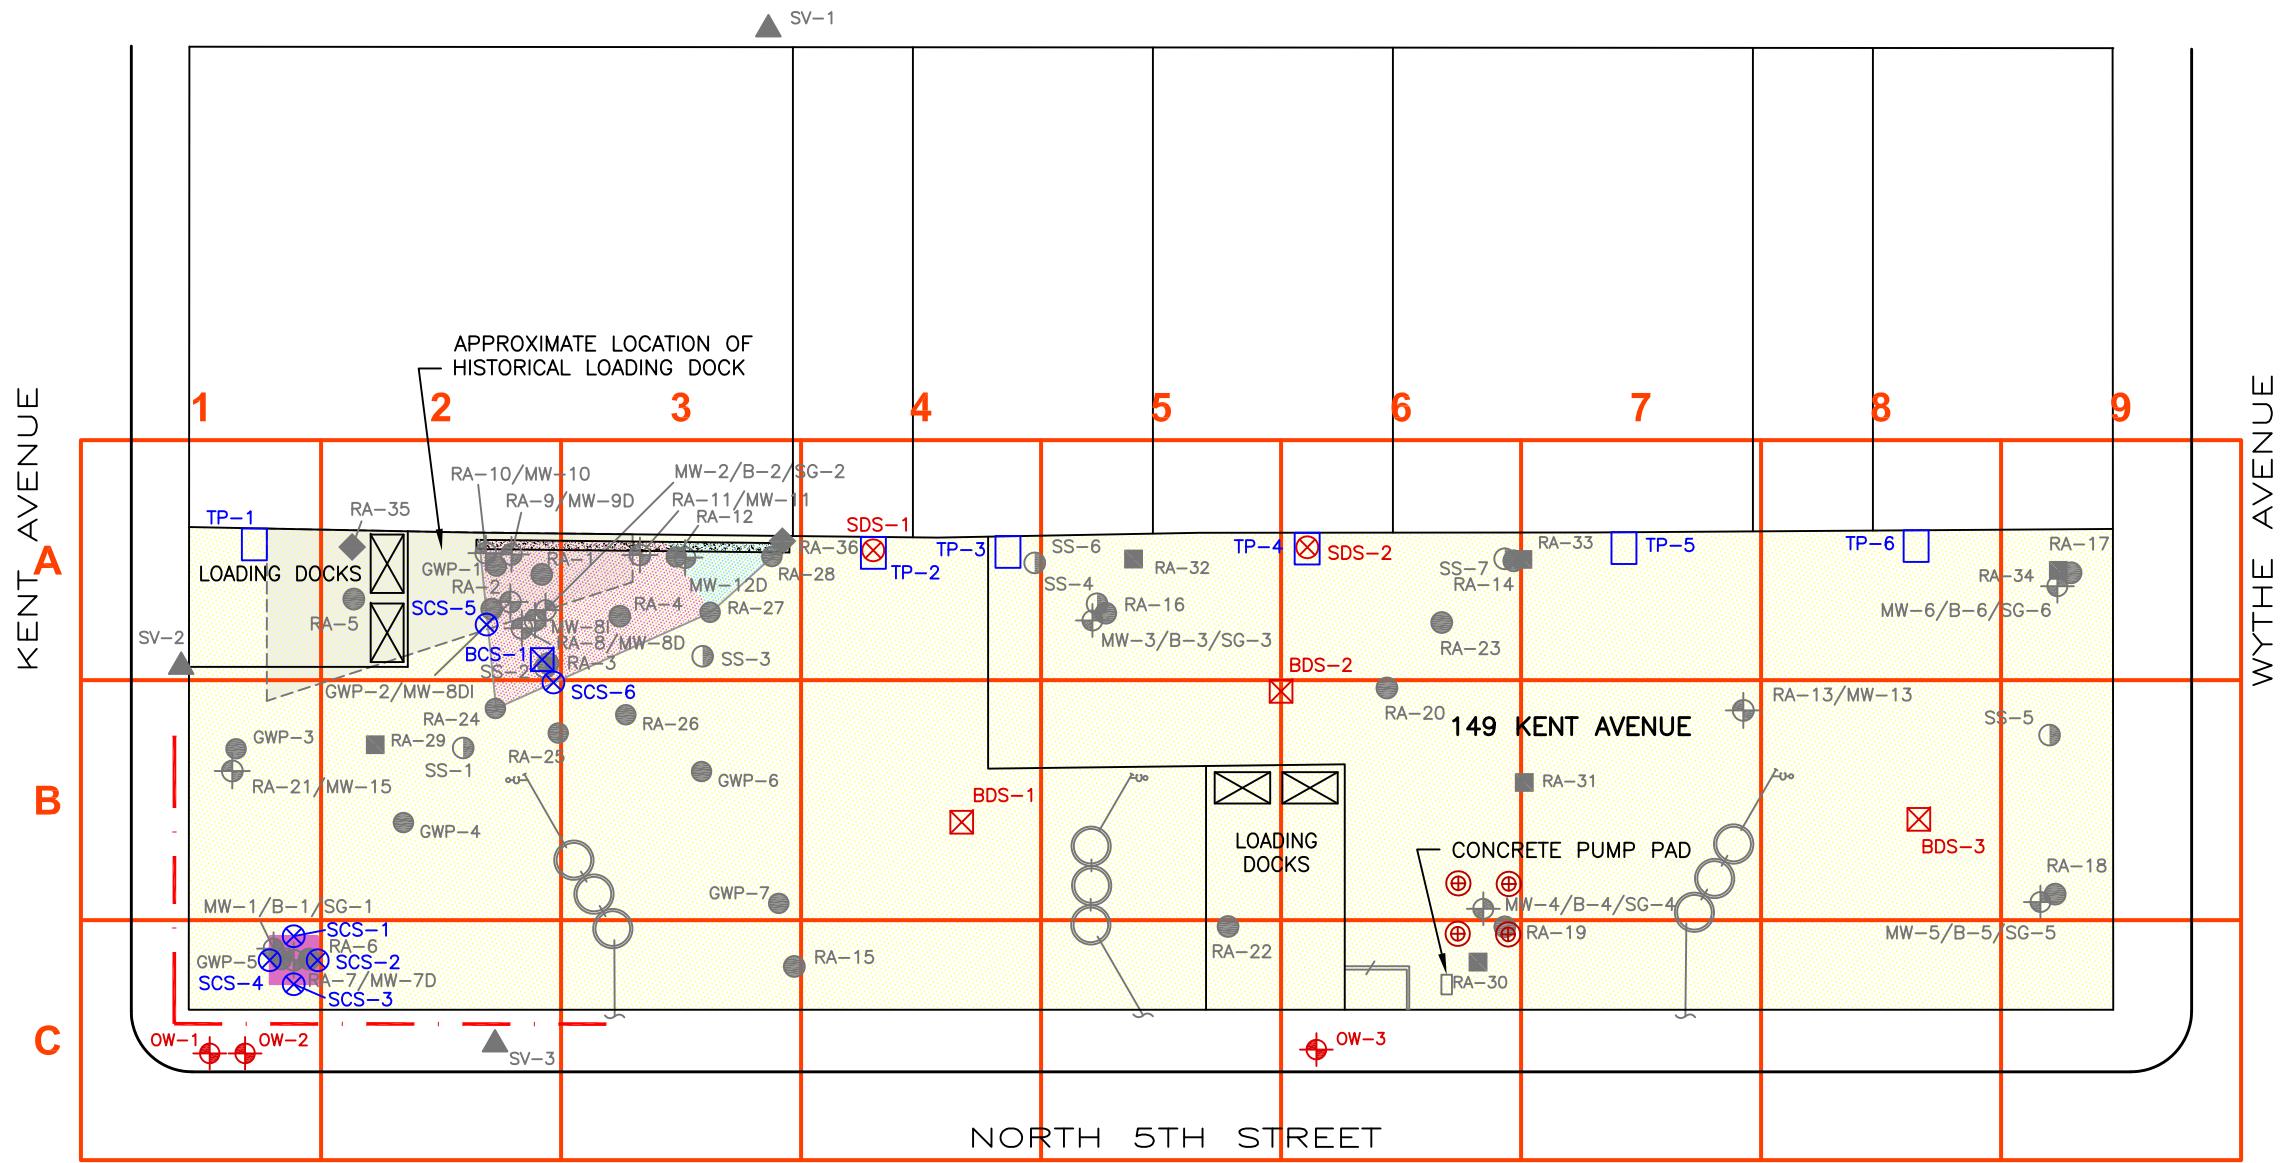 SV-1
KENT AVENUE
WYTHE AVENUE
APPROXIMATE LOCATION OF
HISTORICAL LOADING DOCK
1
2
3
4
5
6
7
8
9
RA-10/MW-10
MW-2/B-2/SG-2
RA-9/MW-9D
RA-11/MW-11
RA-12
RA-35
TP-1
SDS-1
RA-36
TP-3
SS-6
TP-4
SDS-2
RA-33
TP-5
TP-6
RA-17
A
LOADING DOCKS
GWP-1
RA-1
RA-28
TP-2
RA-32
SS-7
RA-14
RA-34
RA-2
MW-12D
SS-4
SCS-5
RA-4
RA-27
RA-16
MW-6/B-6/SG-6
RA-5
MW-8I
RA-8/MW-8D
MW-3/B-3/SG-3
RA-23
SV-2
BCS-1
RA-3
SS-3
SS-2
BDS-2
GWP-2/MW-8DI
SCS-6
RA-13/MW-13
RA-24
RA-26
RA-20
149 KENT AVENUE
SS-5
GWP-3
RA-29
SS-1
RA-25
RA-21/MW-15
GWP-6
RA-31
B
BDS-1
GWP-4
LOADING
DOCKS
CONCRETE PUMP PAD
BDS-3
RA-18
GWP-7
MW-1/B-1/SG-1
MW-4/B-4/SG-4
SCS-1
RA-6
RA-19
MW-5/B-5/SG-5
GWP-5
SCS-2
RA-15
RA-22
SCS-4
RA-7/MW-7D
RA-30
SCS-3
C
OW-1
OW-2
SV-3
OW-3
NORTH 5TH STREET